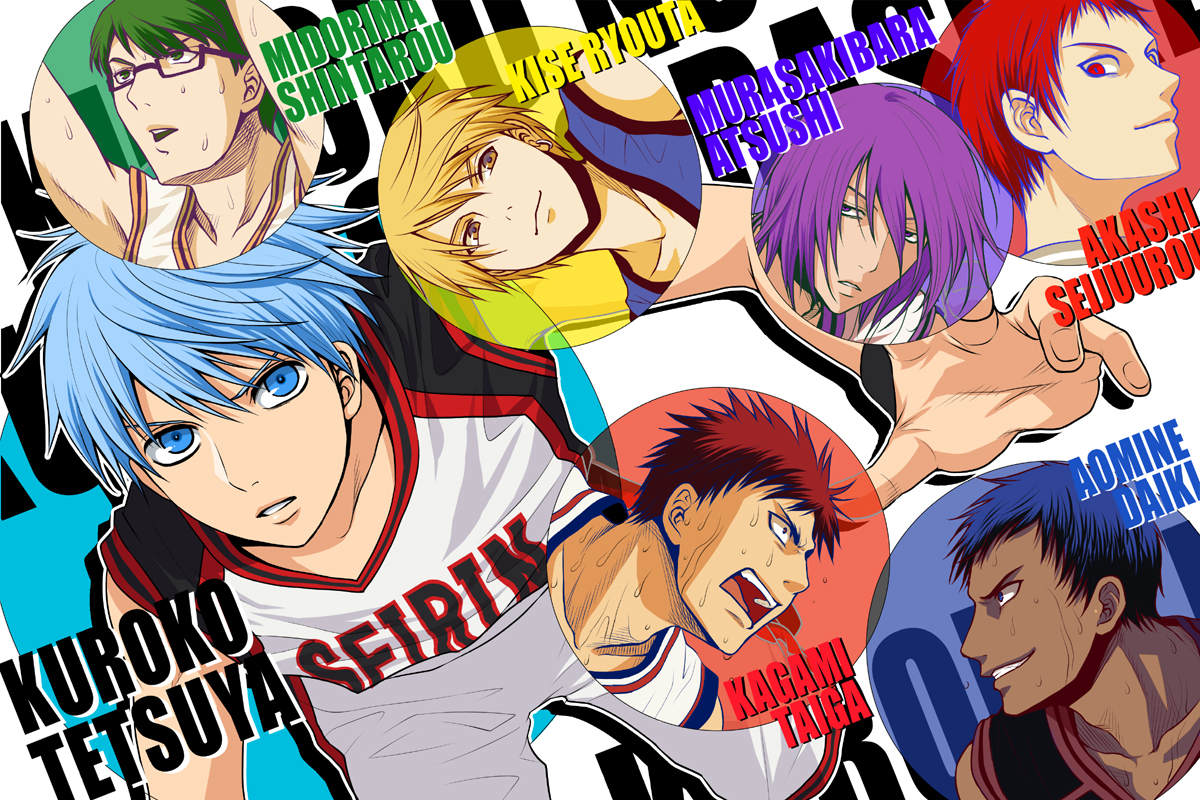 MIDORIMA
SHINTAROU
KISE RYOUTA
MURASAKIBARA
ATSUSHI
AKASHI
SEIJUUROU
AOMINE
DAIKI
SEIRIN
KUROKO
TETSUYA
KAGAMI
TAIGA